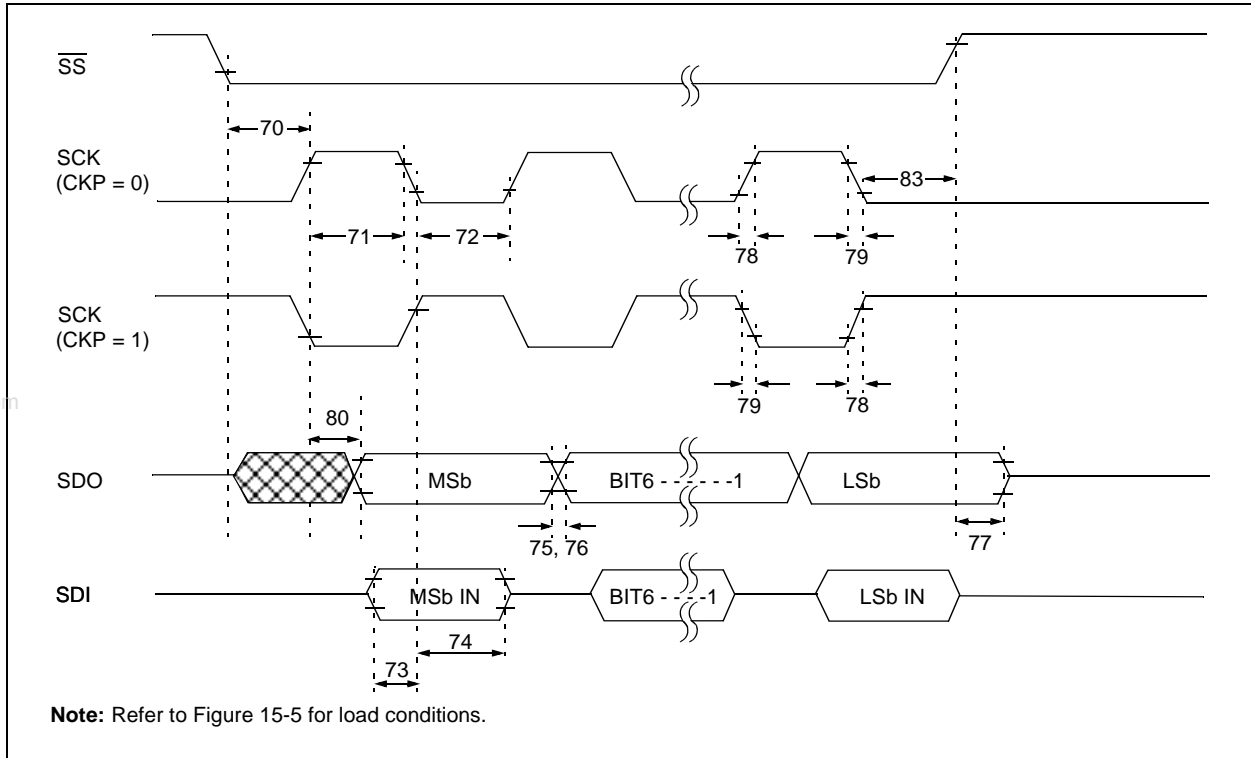 SS
70
SCK
(CKP = 0)
83
71
72
78
79
SCK
(CKP = 1)
79
78
m
80
SDO
MSb
BIT6 - - - - - - -1
LSb
75, 76
77
SDI
MSb IN
BIT6 - - - - -1
LSb IN
74
73
Note: Refer to Figure 15-5 for load conditions.